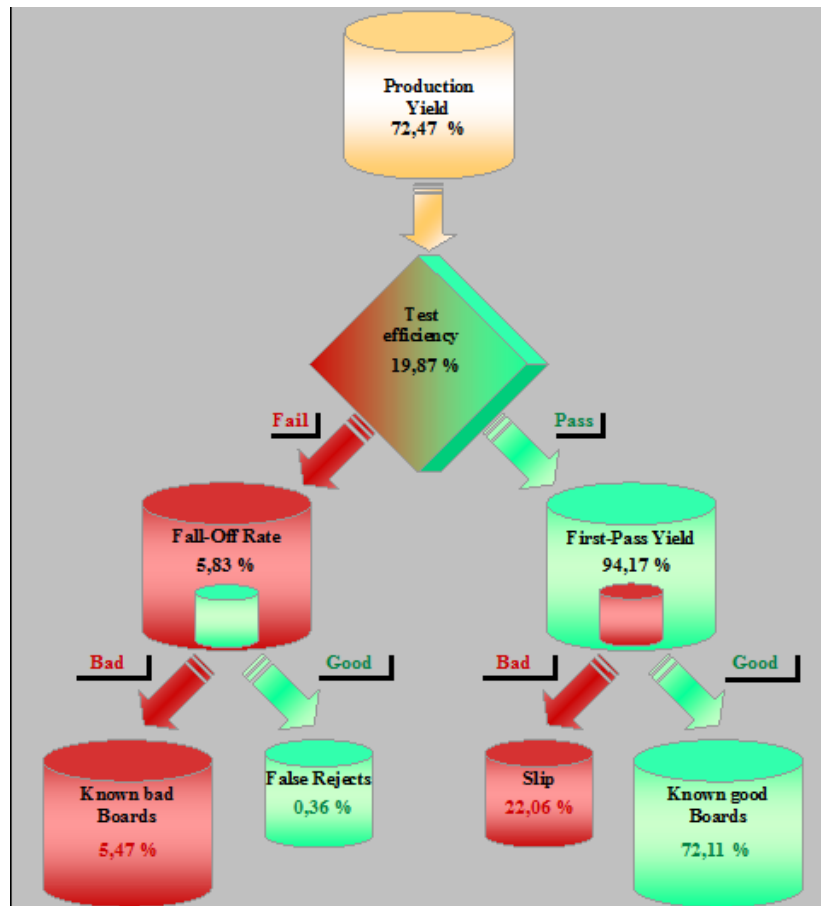 Production
Yield
72,47 %
Test
efficiency
19,87 %
Fail
Pass
Fall-Off Rate
5,83 %
First-Pass Yield
94,17 %
Bad
Good
Bad
Good
Known bad
Boards
5,47 %
False Rejects
0,36 %
Slip
22,06 %
Known good
Boards
72,11 %